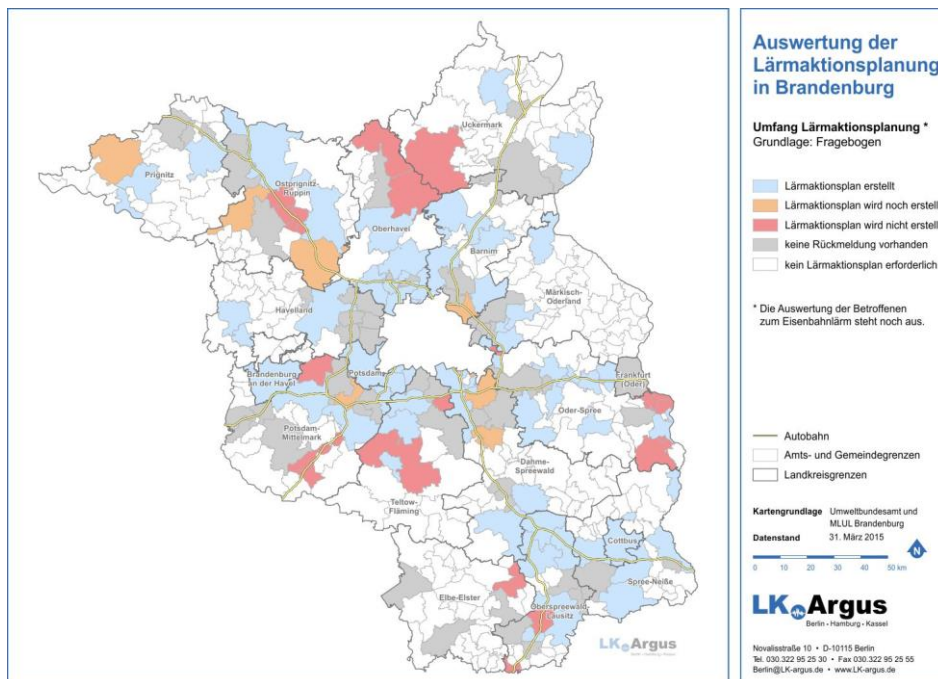 Auswertung der
Lärmaktionsplanung
in Brandenburg
Umfang Lärmaktionsplanung *
Grundlage: Fragebogen
Lärmaktionsplan erstellt
Lärmaktionsplan wird noch erstell
Lärmaktionsplan wird nicht erstell
keine Rückmeldung vorhanden
kein Lärmaktionsplan erforderlich
* Die Auswertung der Betroffenen
zum Eisenbahnlärm steht noch aus.
Autobahn
Amts- und Gemeindegrenzen
Landkreisgrenzen
Kartengrundlage Umweltbundesamt und
MLUL Brandenburg
Datenstand 31. März 2015
N
0 10 20 30 40 50 km
LK Argus
Berlin • Hamburg • Kassel
Novalisstraße 10 • D-10115 Berlin
Tel. 030.322 95 25 30 • Fax 030.322 95 25 55
Berlin@LK-argus.de • www.LK-argus.de
Uckermark
Prignitz
Ostprignitz-
Ruppin
Oberhavel
Barnim
Havelland
Märkisch-
Oderland
Brandenburg
an der Havel
Potsdam
Frankfurt
(Oder)
Oder-Spree
Potsdam-
Mittelmark
Dahme-
Spreewald
Teltow-
Fläming
Cottbus
Spree-Neiße
Elbe-Elster
Oberspreewald-
Lausitz
LK Argus
Berlin • Hamburg • Kassel